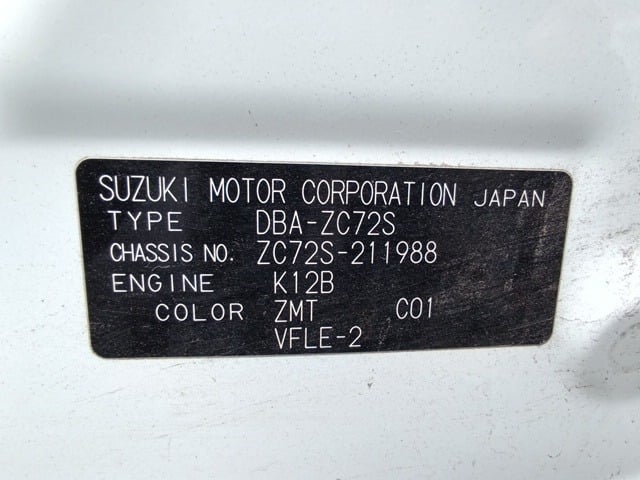 SUZUKI MOTOR CORPORATION JAPAN
TYPE DBA-ZC72S
CHASSIS NO. ZC72S-211988
ENGINE K12B
COLOR ZMT C01
VFLE-2